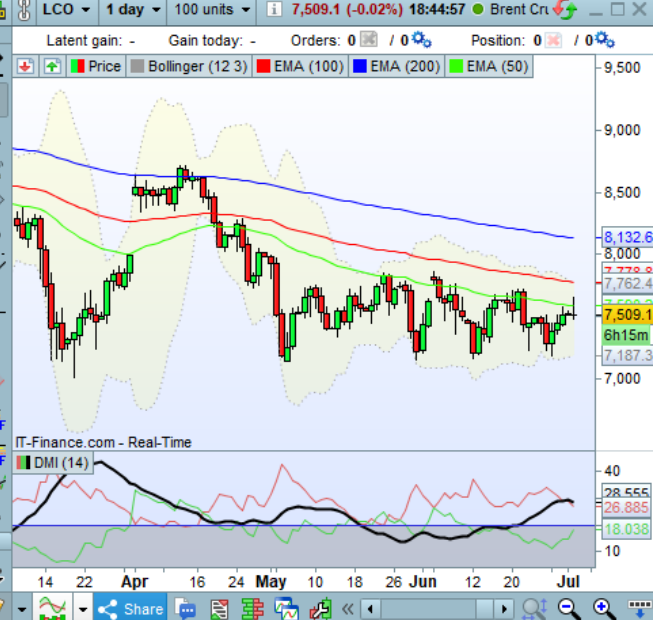 LCO 1 day 100 units 7,509.1 (-0.02%) 18:44:57 Brent Cru
Latent gain: - Gain today: - Orders: 0 / 0 Position: 0 / 0
Price Bollinger (12 3) EMA (100) EMA (200) EMA (50)
9,500
9,000
8,500
8,132.6
8,000
7,762.4
7,509.1
6h15m
7,187.3
7,000
IT-Finance.com - Real-Time
DMI (14)
40
28.555
26.885
18.038
10
14 22 Apr 16 24 May 10 18 26 Jun 12 20 Jul
Share